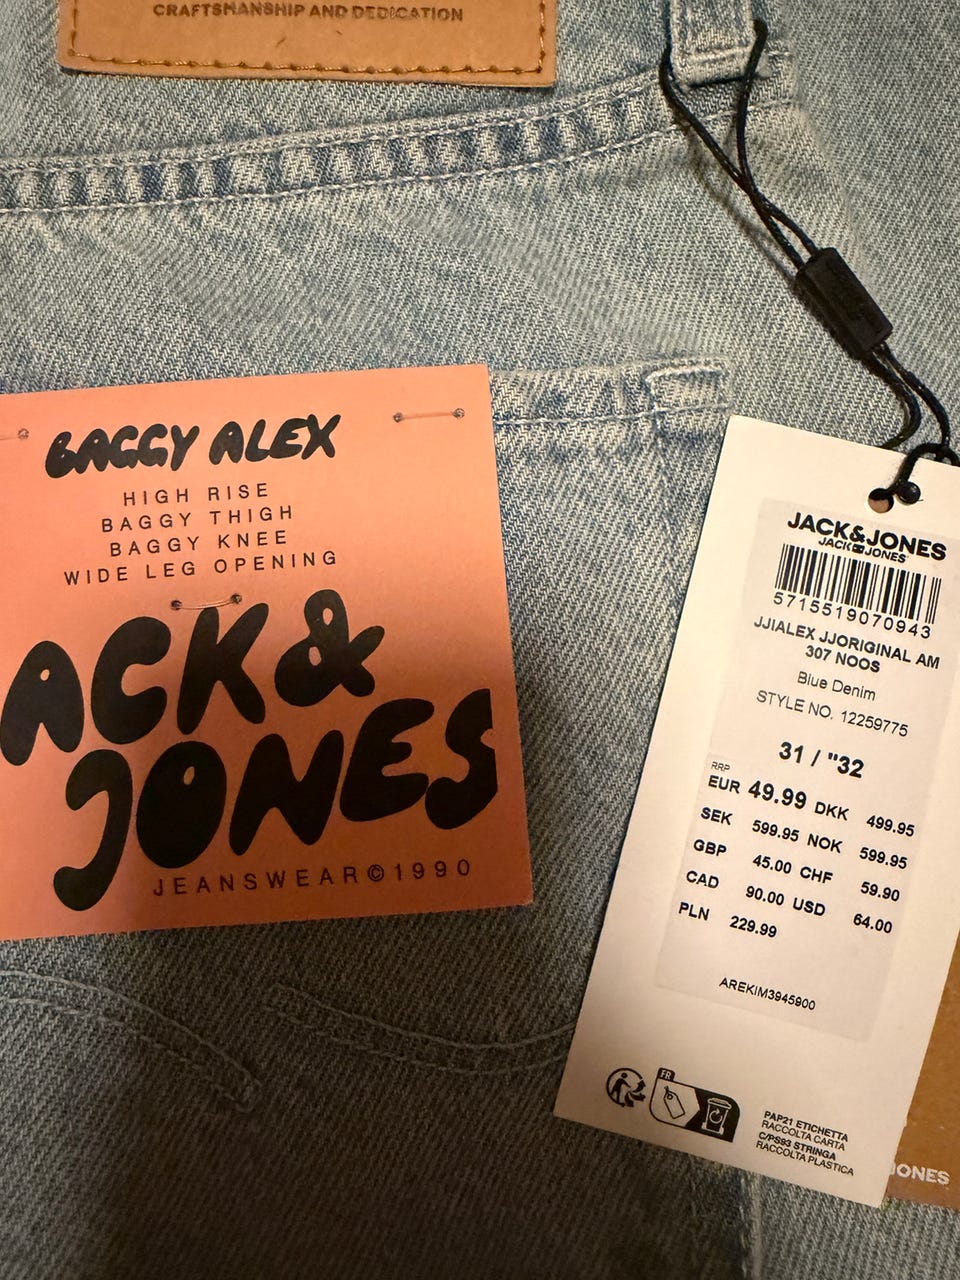 CRAFTSMANSHIP AND DEDICATION
BAGGY ALEX
HIGH RISE
BAGGY THIGH
BAGGY KNEE
WIDE LEG OPENING
JACK &
JONES
JEANSWEAR©1990
JACK&JONES
JACK & JONES
5715519070943
JJIALEX JJORIGINAL AM
307 NOOS
Blue Denim
STYLE NO. 12259775
31 / "32
RRP
EUR 49.99 DKK 499.95
SEK 599.95 NOK 599.95
GBP 45.00 CHF 59.90
CAD 90.00 USD 64.00
PLN 229.99
AREKIM3945900
FR
PAP21 ETICHETTA
RACCOLTA CARTA
C/PS93 STRINGA
RACCOLTA PLASTICA
JONES